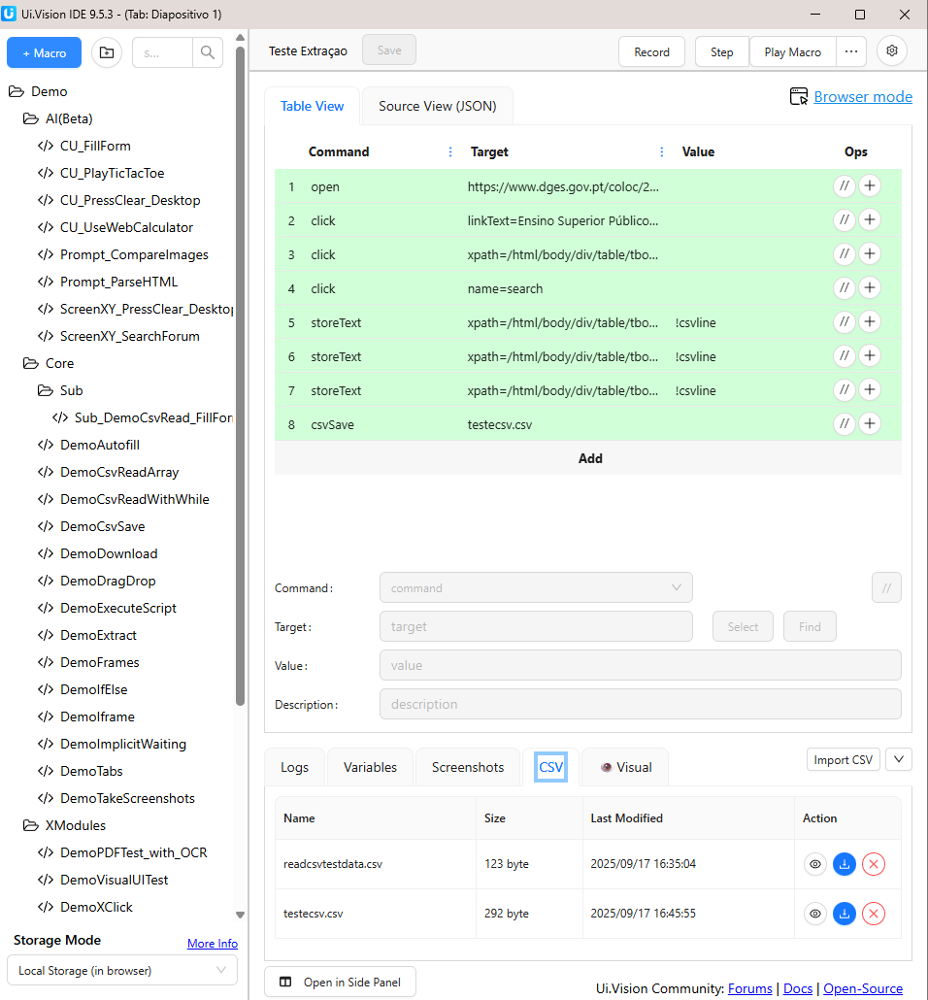 Ui.Vision IDE 9.5.3 - (Tab: Diapositivo 1)
+ Macro
s...
Demo
AI(Beta)
CU_FillForm
CU_PlayTicTacToe
CU_PressClear_Desktop
CU_UseWebCalculator
Prompt_CompareImages
Prompt_ParseHTML
ScreenXY_PressClear_Desktop
ScreenXY_SearchForum
Core
Sub
Sub_DemoCsvRead_FillForm
DemoAutofill
DemoCsvReadArray
DemoCsvReadWithWhile
DemoCsvSave
DemoDownload
DemoDragDrop
DemoExecuteScript
DemoExtract
DemoFrames
DemoIfElse
DemoIframe
DemoImplicitWaiting
DemoTabs
DemoTakeScreenshots
XModules
DemoPDFTest_with_OCR
DemoVisualUITest
DemoXClick
Storage Mode More Info
Local Storage (in browser)
Teste Extraçao Save Record Step Play Macro ...
Table View Source View (JSON) Browser mode
Command Target Value Ops
1 open https://www.dges.gov.pt/coloc/2... // +
2 click linkText=Ensino Superior Público... // +
3 click xpath=/html/body/div/table/tbo... // +
4 click name=search // +
5 storeText xpath=/html/body/div/table/tbo... !csvline // +
6 storeText xpath=/html/body/div/table/tbo... !csvline // +
7 storeText xpath=/html/body/div/table/tbo... !csvline // +
8 csvSave testecsv.csv // +
Add
Command: command //
Target: target Select Find
Value: value
Description: description
Logs Variables Screenshots CSV Visual Import CSV
Name Size Last Modified Action
readcsvtestdata.csv 123 byte 2025/09/17 16:35:04
testecsv.csv 292 byte 2025/09/17 16:45:55
Open in Side Panel
Ui.Vision Community: Forums | Docs | Open-Source